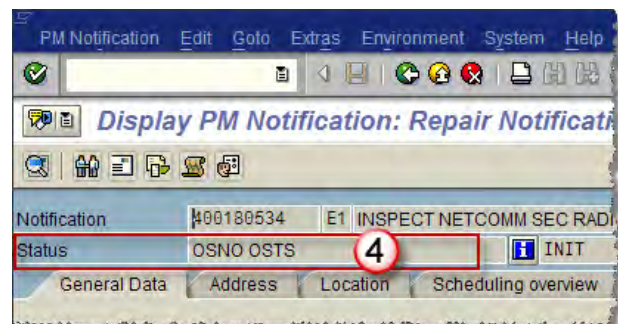 PM Notification Edit Goto Extras Environment System Help
Display PM Notification: Repair Notificati
Notification 400180534 E1 INSPECT NETCOMM SEC RADI
Status OSNO OSTS 4 INIT
General Data Address Location Scheduling overview